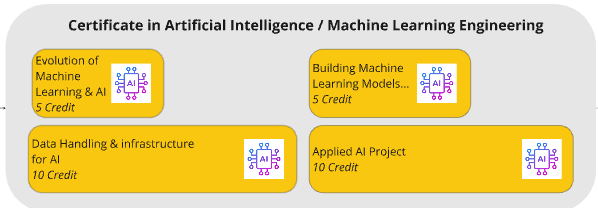 Certificate in Artificial Intelligence / Machine Learning Engineering
Evolution of
Machine
Learning & AI
5 Credit
AI
Building Machine
Learning Models...
5 Credit
AI
Data Handling & infrastructure
for AI
10 Credit
AI
Applied AI Project
10 Credit
AI